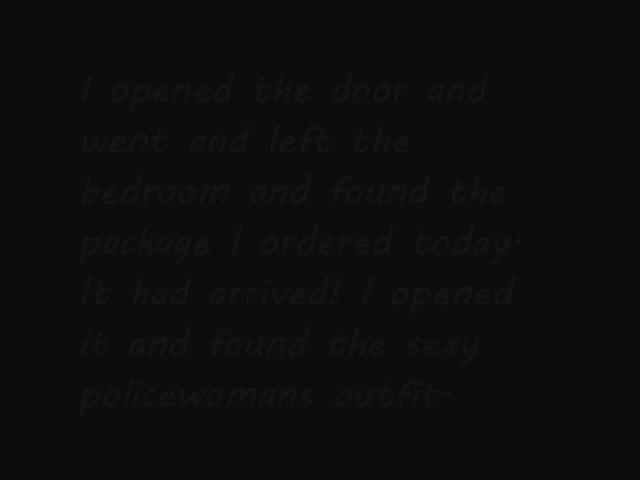 I opened the door and
went and left the
bedroom and found the
package I ordered today.
It had arrived! I opened
it and found the sexy
policewomans outfit.